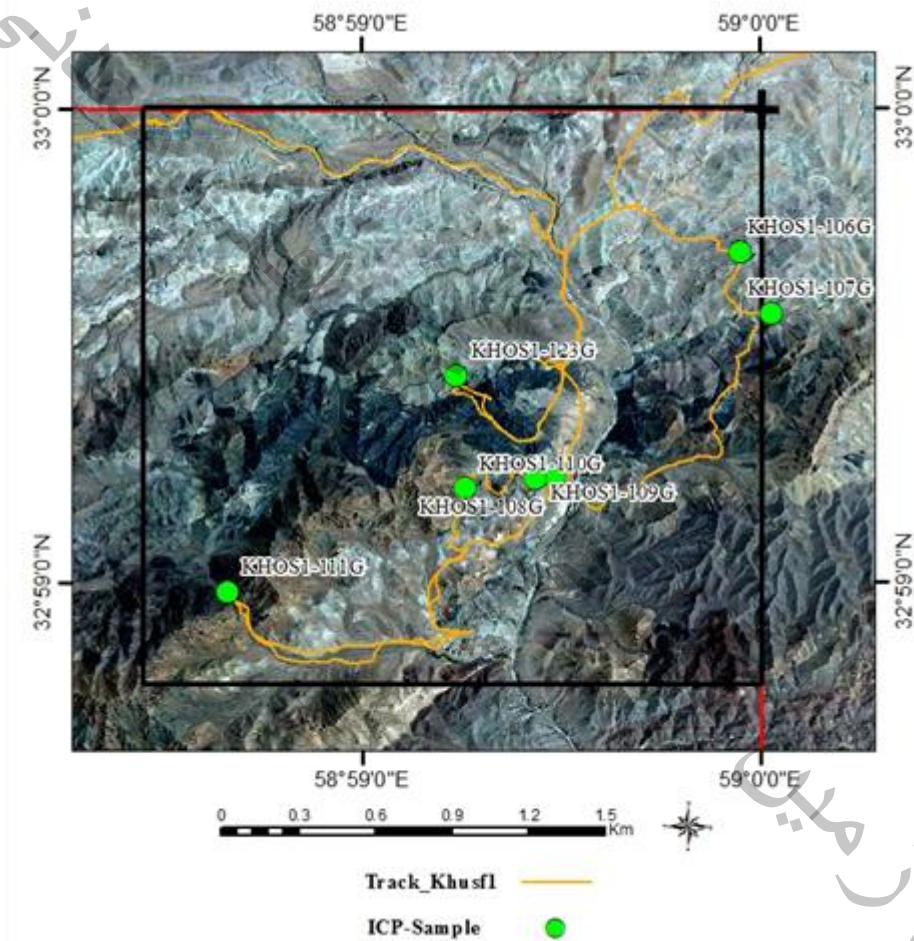 58°59'0"E 59°0'0"E
33°0'0"N 33°0'0"N
KHOS1-106G
KHOS1-107G
KHOS1-123G
KHOS1-110G
KHOS1-109G
KHOS1-108G
KHOS1-111G
32°59'0"N 32°59'0"N
58°59'0"E 59°0'0"E
0 0.3 0.6 0.9 1.2 1.5
Km
Track_Khusf1
ICP-Sample